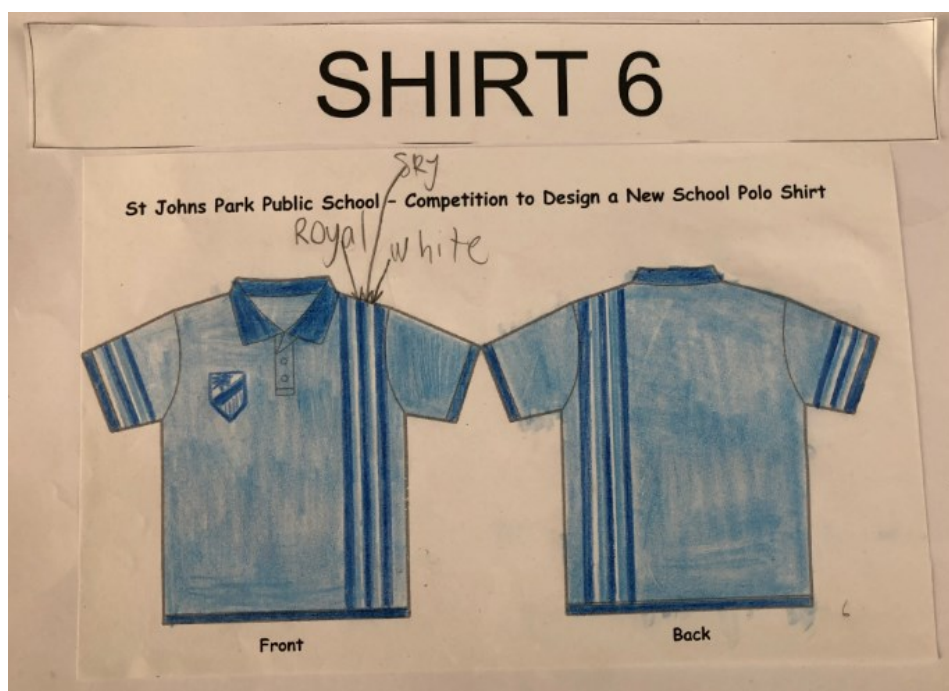 SHIRT 6
SKY
St Johns Park Public School - Competition to Design a New School Polo Shirt
Royal
White
Front
Back
6